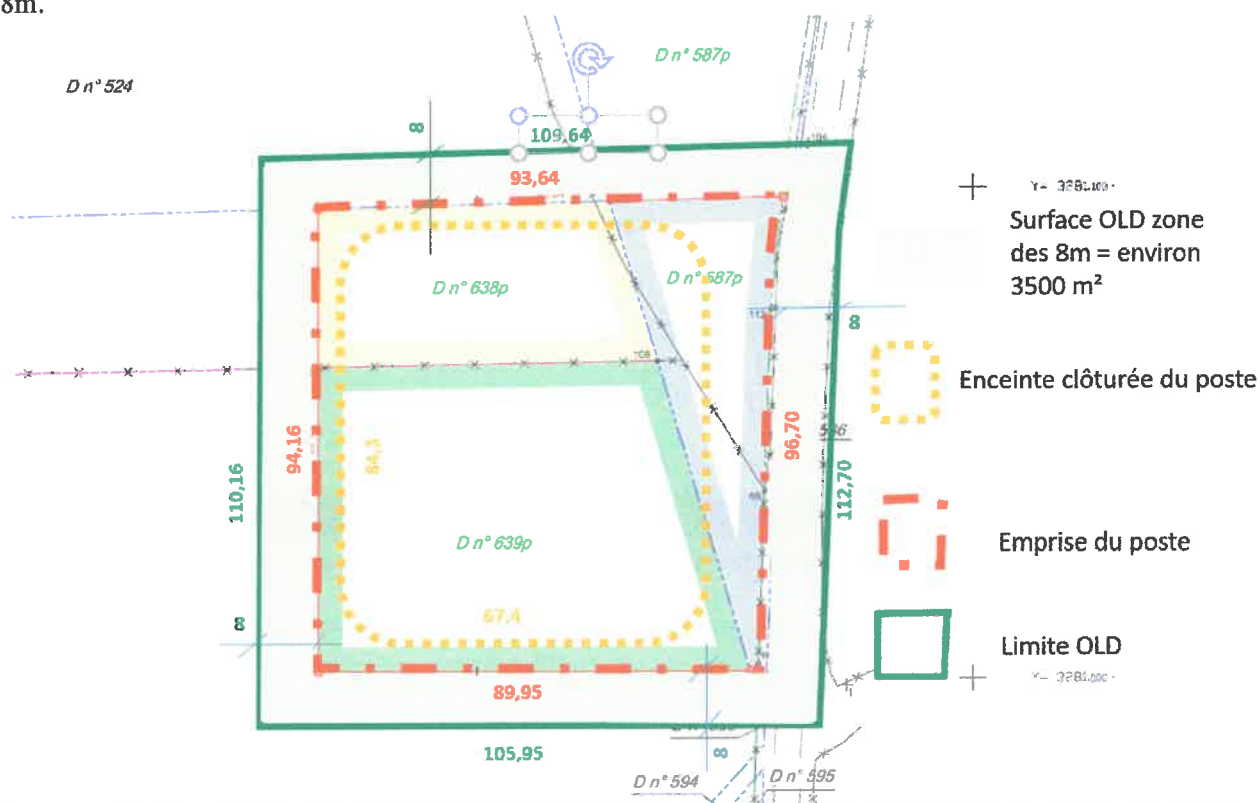 8m.
D n° 587p
D n° 524
8
109,64
93,64
Surface OLD zone
des 8m = environ
3500 m²
D n° 638p
D n° 587p
8
Enceinte clôturée du poste
94,16
84,3
96,70
110,16
112,70
Emprise du poste
D n° 639p
67,4
8
Limite OLD
89,95
105,95
8
D n° 594
D n° 595